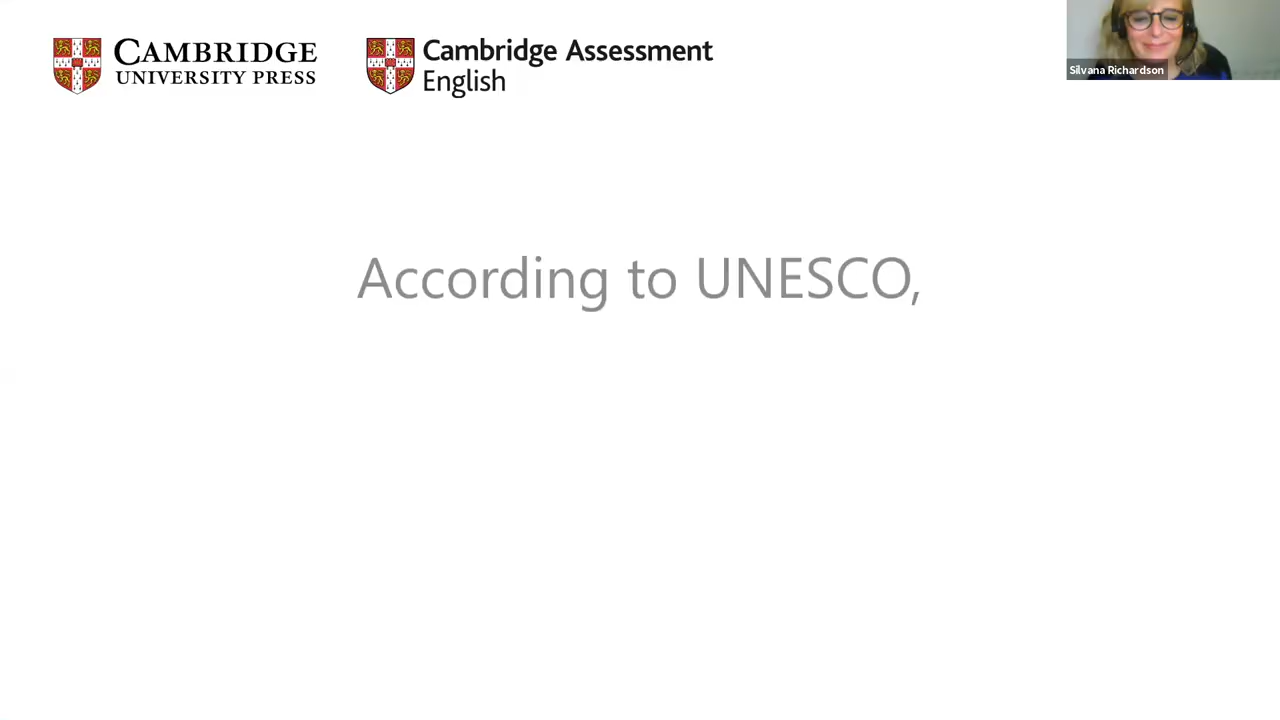 CAMBRIDGE
UNIVERSITY PRESS
Cambridge Assessment
English
Silvana Richardson
According to UNESCO,